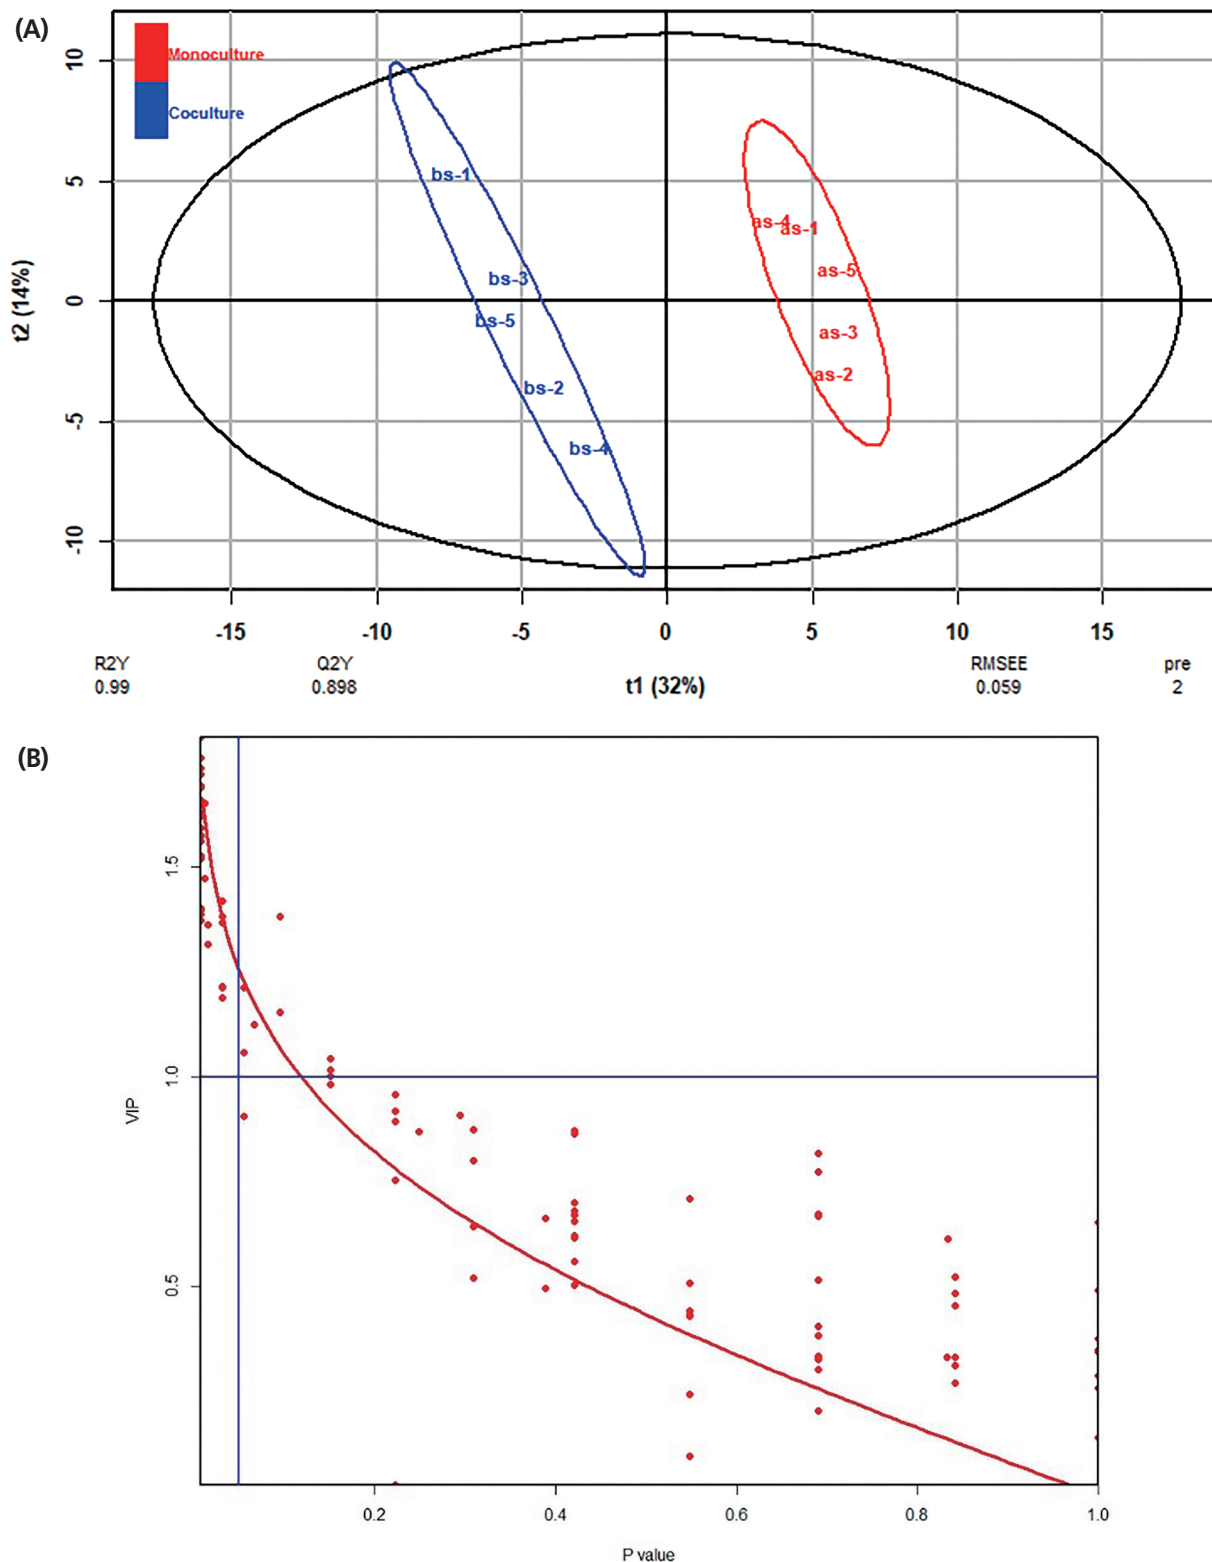 (A)
Monoculture
Coculture
t2 (14%)
10
5
0
-5
-10
bs-1
bs-3
bs-5
bs-2
bs-4
as-4
as-1
as-5
as-3
as-2
-15 -10 -5 0 5 10 15
R2Y Q2Y RMSEE pre
0.99 0.898 t1 (32%) 0.059 2
(B)
VIP
1.5
1.0
0.5
0.2 0.4 0.6 0.8 1.0
P value